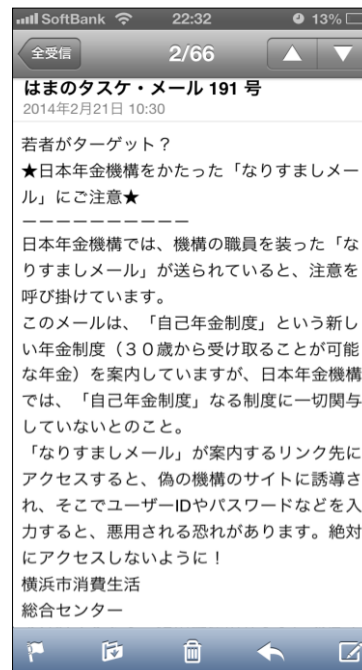 SoftBank 22:32 13%
全受信 2/66
はまのタスケ・メール 191 号
2014年2月21日 10:30
若者がターゲット？
★日本年金機構をかたった「なりすましメー
ル」にご注意★
ーーーーーーーーーー
日本年金機構では、機構の職員を装った「な
りすましメール」が送られていると、注意を
呼び掛けています。
このメールは、「自己年金制度」という新し
い年金制度（３０歳から受け取ることが可能
な年金）を案内していますが、日本年金機構
では、「自己年金制度」なる制度に一切関与
していないとのこと。
「なりすましメール」が案内するリンク先に
アクセスすると、偽の機構のサイトに誘導さ
れ、そこでユーザーIDやパスワードなどを入
力すると、悪用される恐れがあります。絶対
にアクセスしないように！
横浜市消費生活
総合センター